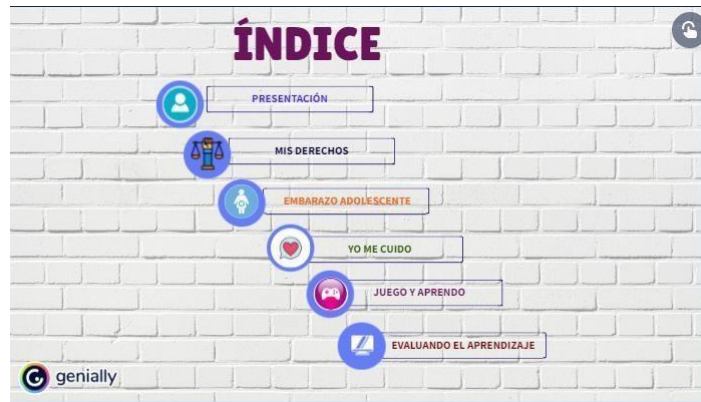 ÍNDICE
PRESENTACIÓN
MIS DERECHOS
EMBARAZO ADOLESCENTE
YO ME CUIDO
JUEGO Y APRENDO
EVALUANDO EL APRENDIZAJE
genially